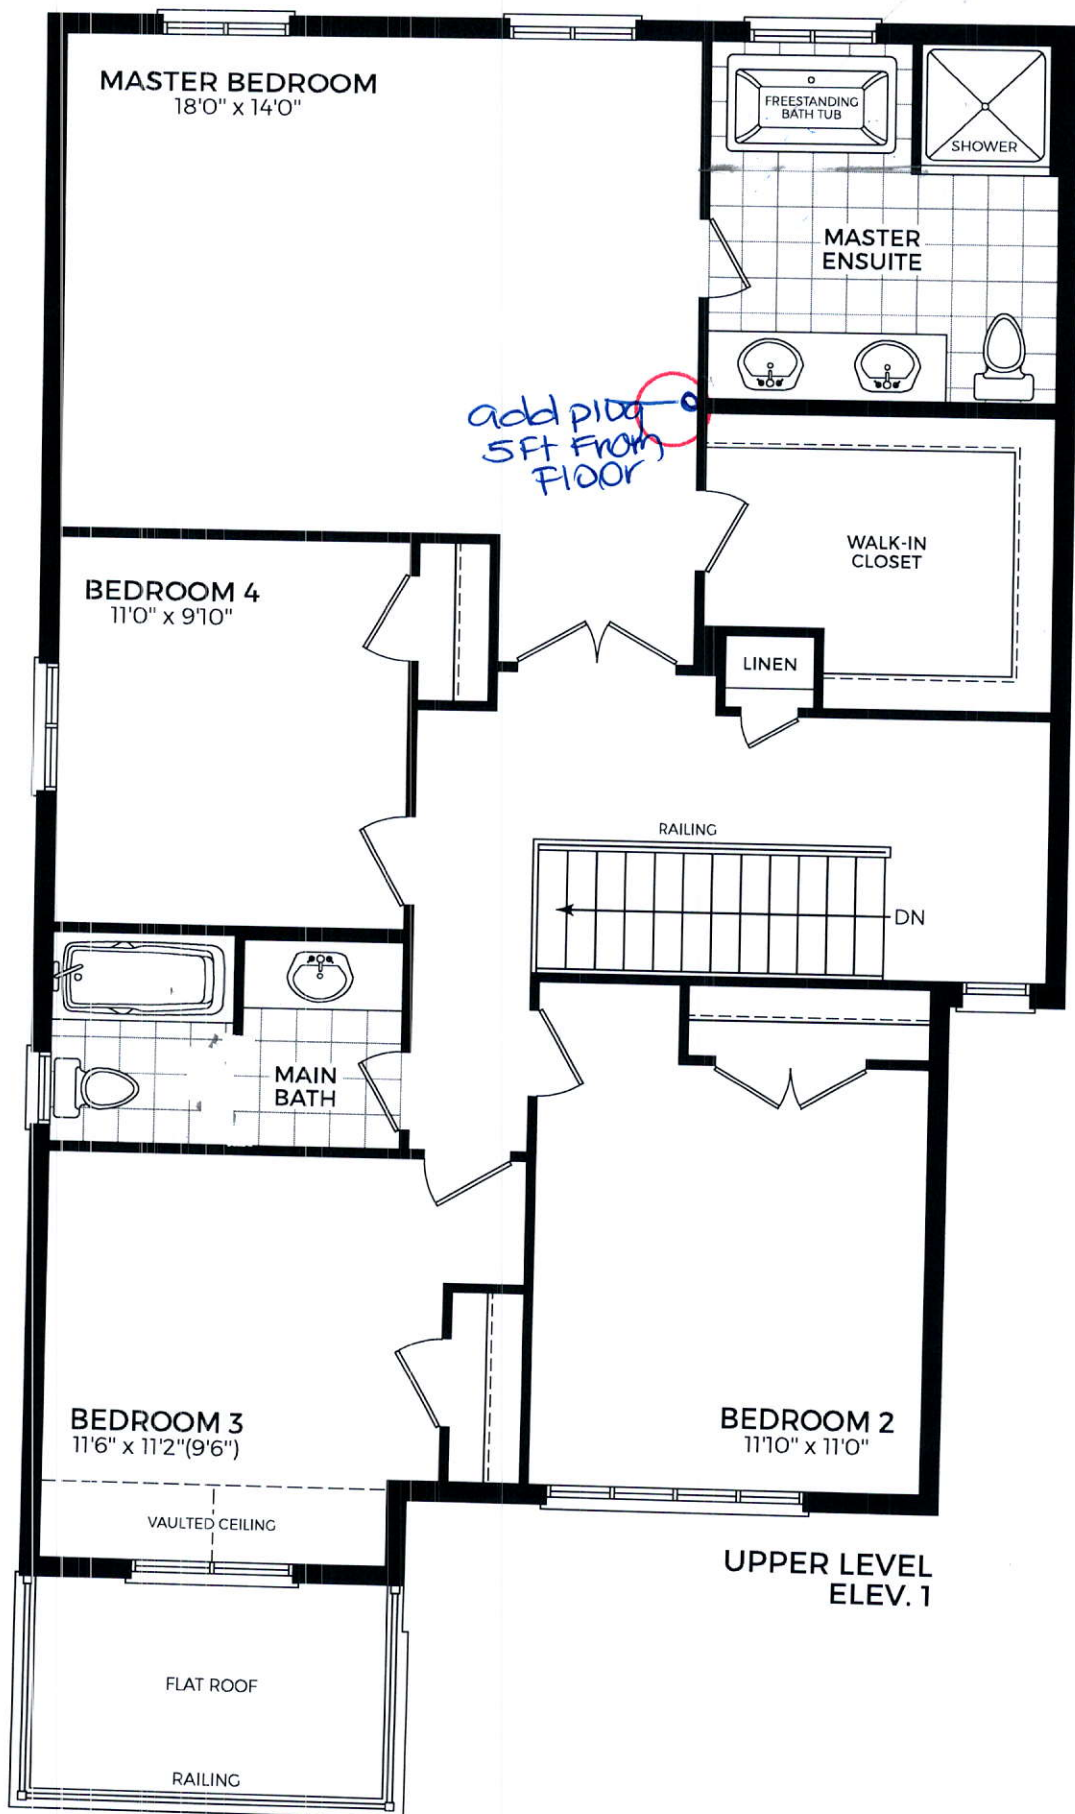 MASTER BEDROOM
18'0" x 14'0"
FREESTANDING
BATH TUB
SHOWER
MASTER
ENSUITE
add plug
5Ft From
Floor
WALK-IN
CLOSET
BEDROOM 4
11'0" x 9'10"
LINEN
RAILING
DN
MAIN
BATH
BEDROOM 3
11'6" x 11'2"(9'6")
BEDROOM 2
11'10" x 11'0"
VAULTED CEILING
UPPER LEVEL
ELEV. 1
FLAT ROOF
RAILING